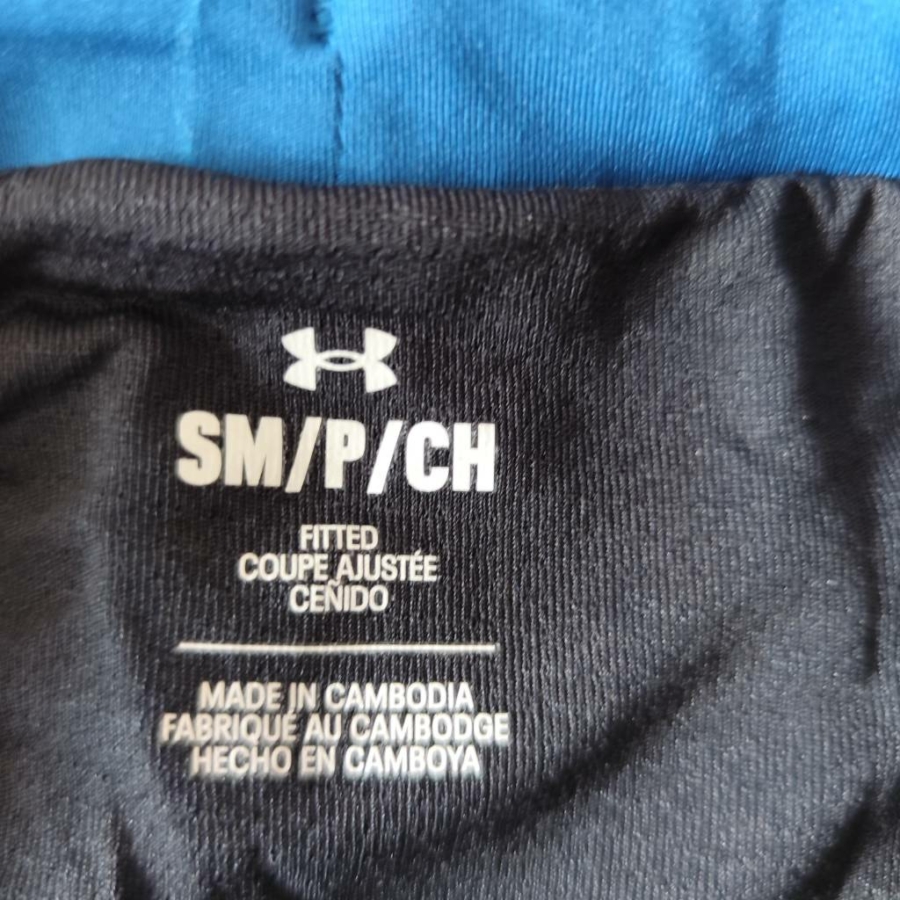 SM/P/CH
FITTED
COUPE AJUSTÉE
CEÑIDO
MADE IN CAMBODIA
FABRIQUÉ AU CAMBODGE
HECHO EN CAMBOYA